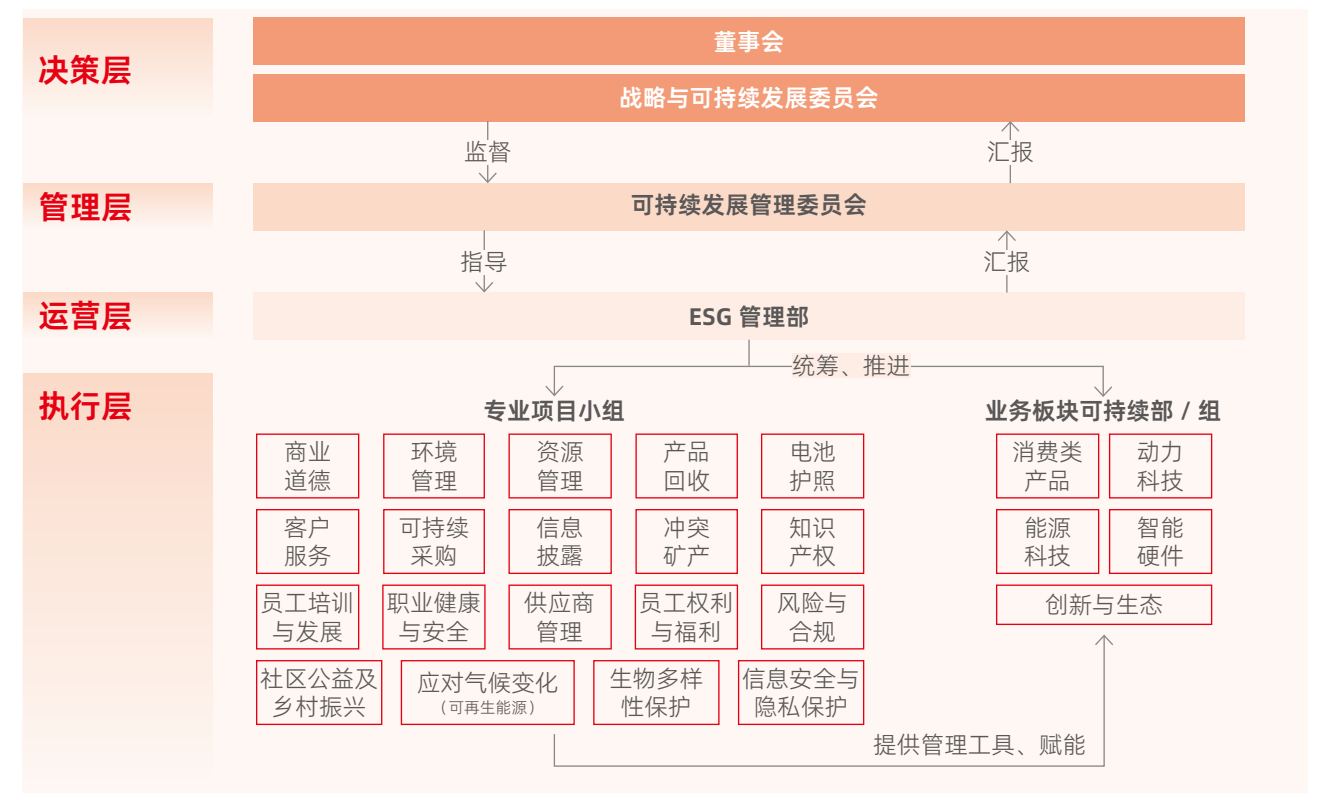 决策层
董事会
战略与可持续发展委员会
监督
汇报
管理层
可持续发展管理委员会
指导
汇报
运营层
ESG 管理部
统筹、推进
执行层
专业项目小组
商业
道德
环境
管理
资源
管理
产品
回收
电池
护照
客户
服务
可持续
采购
信息
披露
冲突
矿产
知识
产权
员工培训
与发展
职业健康
与安全
供应商
管理
员工权利
与福利
风险与
合规
社区公益及
乡村振兴
应对气候变化
（可再生能源）
生物多样
性保护
信息安全与
隐私保护
业务板块可持续部 / 组
消费类
产品
动力
科技
能源
科技
智能
硬件
创新与生态
提供管理工具、赋能